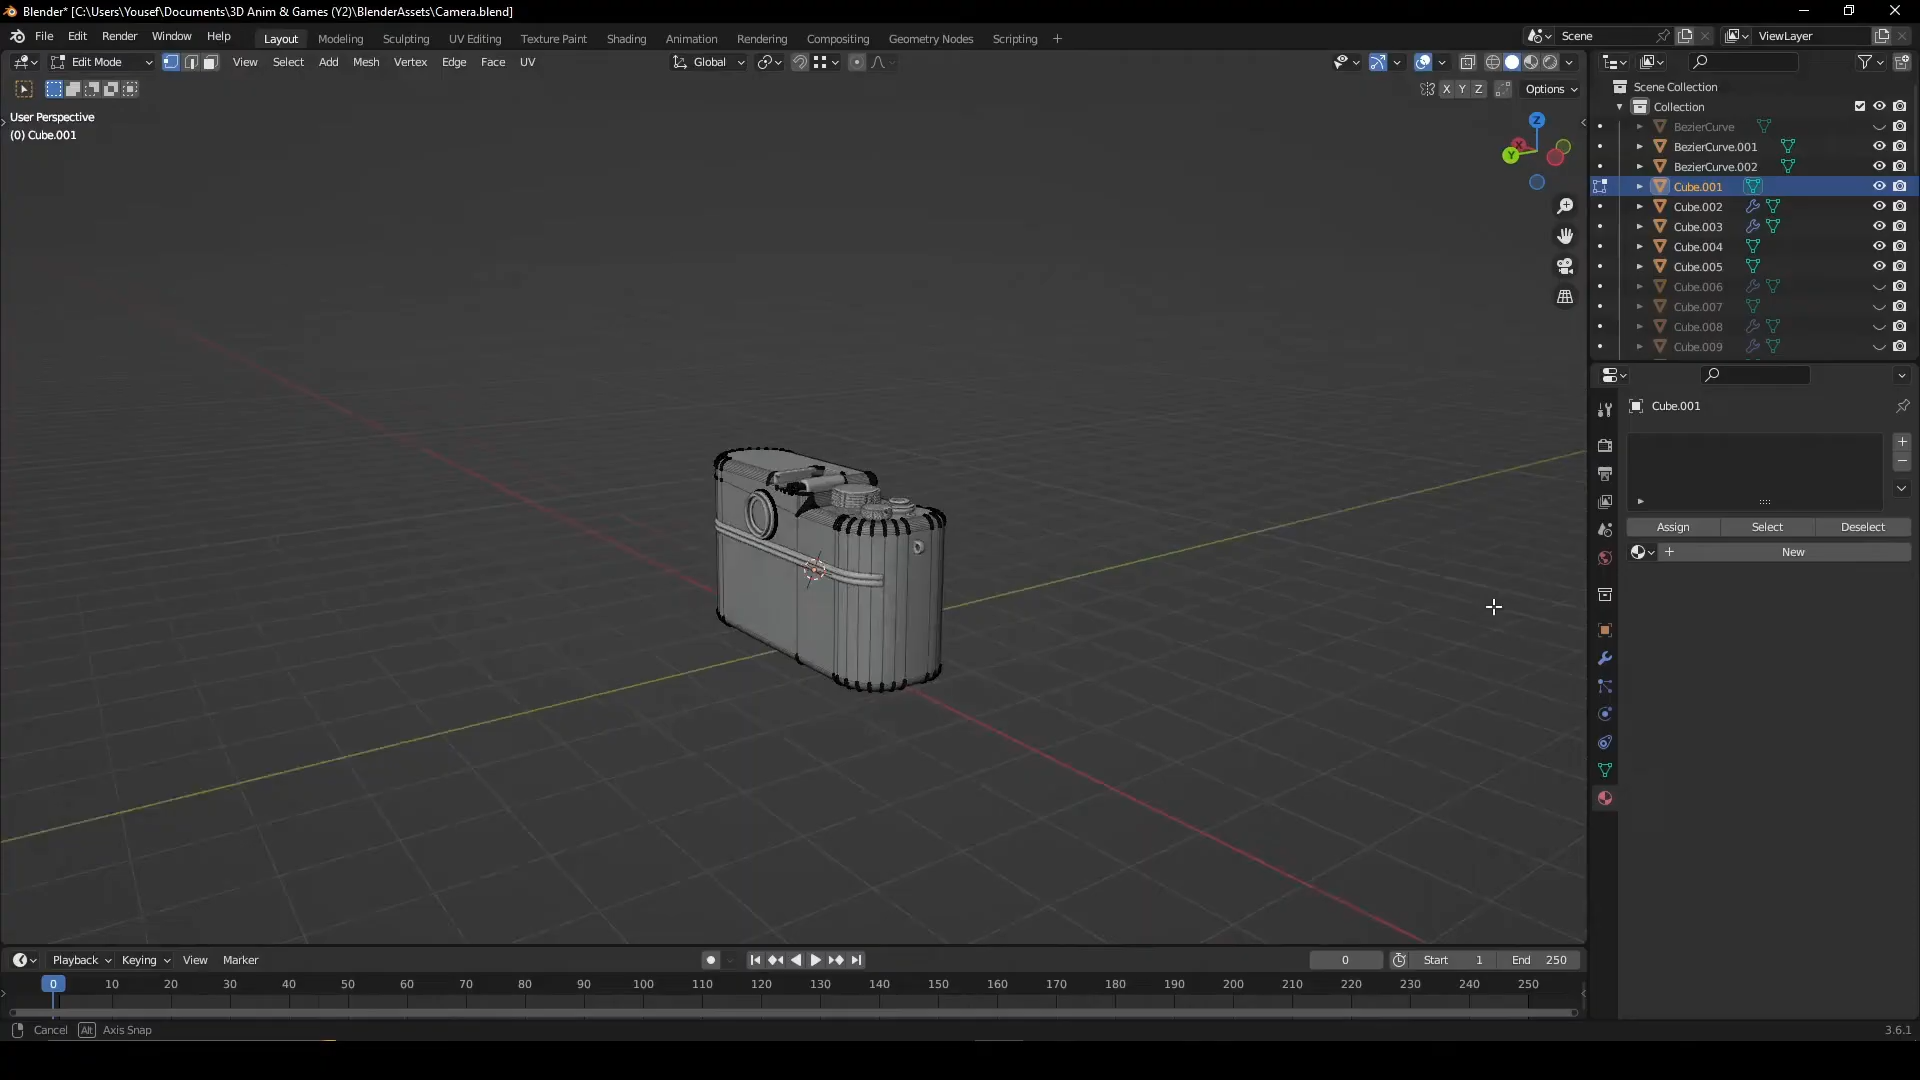 Blender* [C:\Users\Yousef\Documents\3D Anim & Games (Y2)\BlenderAssets\Camera.blend]
File Edit Render Window Help Layout Modeling Sculpting UV Editing Texture Paint Shading Animation Rendering Compositing Geometry Nodes Scripting + Scene ViewLayer
Edit Mode View Select Add Mesh Vertex Edge Face UV Global
X Y Z Options
User Perspective
(0) Cube.001
Z
X
Y
Scene Collection
Collection
BezierCurve
BezierCurve.001
BezierCurve.002
Cube.001
Cube.002
Cube.003
Cube.004
Cube.005
Cube.006
Cube.007
Cube.008
Cube.009
Cube.001
Assign Select Deselect
New
Playback Keying View Marker 0 Start 1 End 250
0 10 20 30 40 50 60 70 80 90 100 110 120 130 140 150 160 170 180 190 200 210 220 230 240 250
Cancel Alt Axis Snap 3.6.1